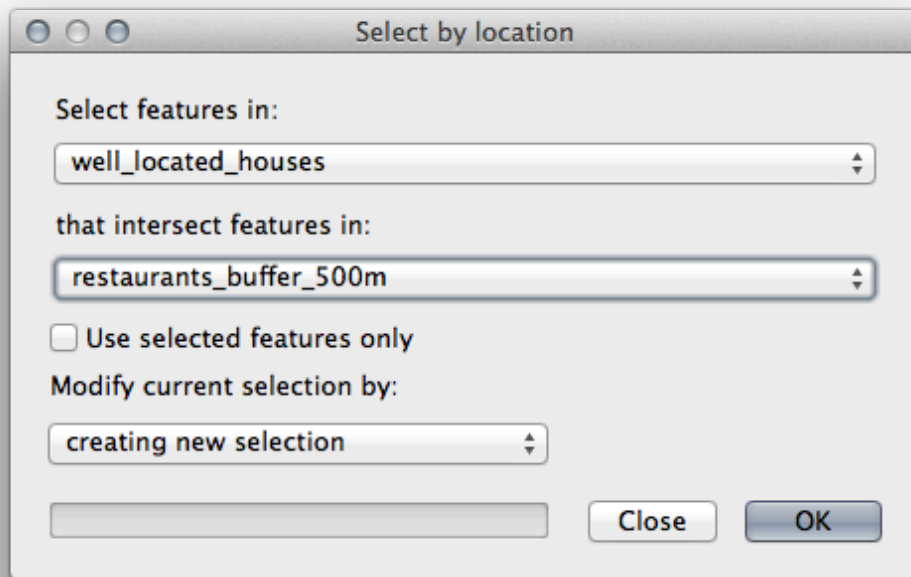 Select by location
Select features in:
well_located_houses
that intersect features in:
restaurants_buffer_500m
Use selected features only
Modify current selection by:
creating new selection
Close OK